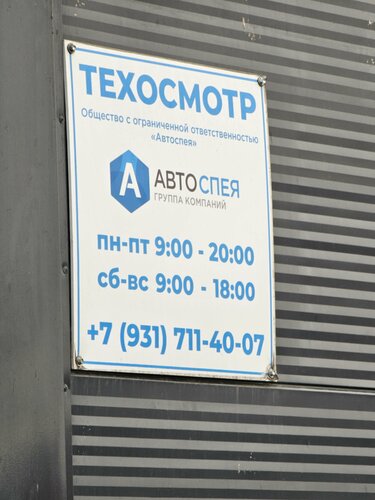 ТЕХОСМОТР
Общество с ограниченной ответственностью
«Автоспея»
А
АВТОСПЕЯ
ГРУППА КОМПАНИЙ
пн-пт 9:00 - 20:00
сб-вс 9:00 - 18:00
+7 (931) 711-40-07